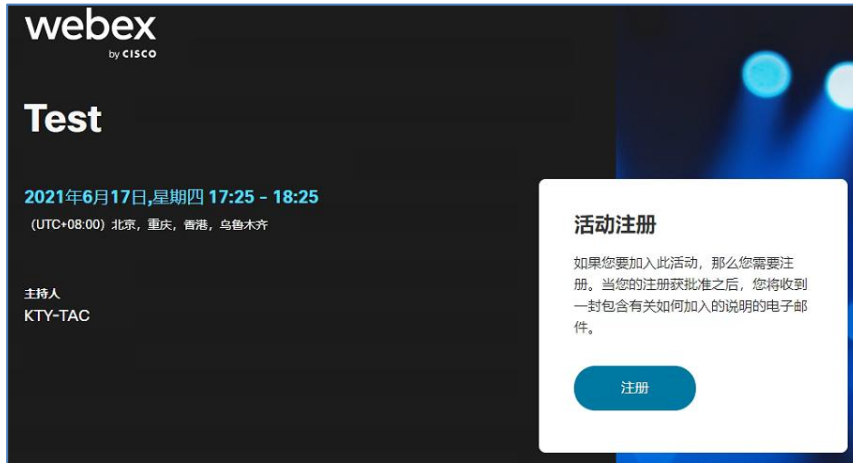 webex
by CISCO
Test
2021年6月17日,星期四 17:25 - 18:25
（UTC+08:00）北京，重庆，香港，乌鲁木齐
主持人
KTY-TAC
活动注册
如果您要加入此活动，那么您需要注
册。当您的注册获批准之后，您将收到
一封包含有关如何加入的说明的电子邮
件。
注册